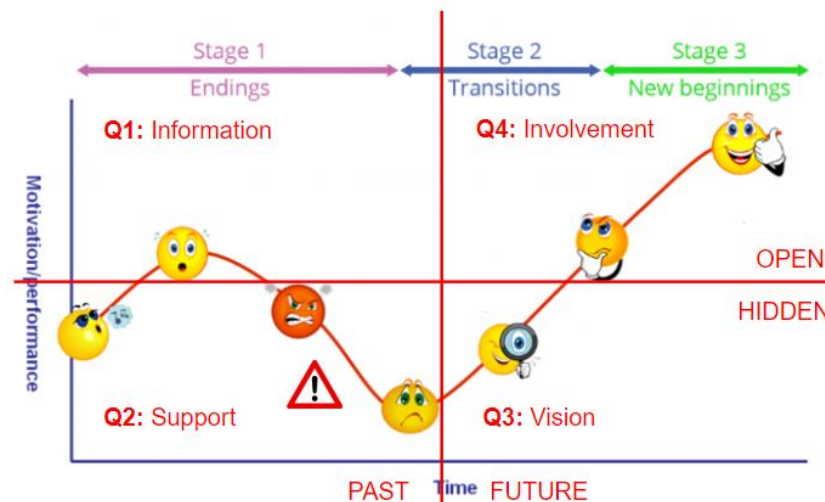 Stage 1
Stage 2
Stage 3
Endings
Transitions
New beginnings
Q1: Information
Q4: Involvement
Motivation/performance
OPEN
HIDDEN
Q2: Support
Q3: Vision
PAST
Time
FUTURE